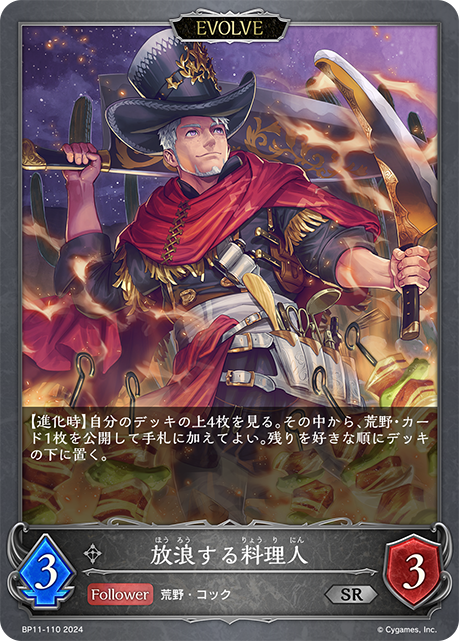 EVOLVE
【進化時】自分のデッキの上4枚を見る。その中から、荒野・カー
ド1枚を公開して手札に加えてよい。残りを好きな順にデッキ
の下に置く。
ほうろう りょうりにん
放浪する料理人
3
3
Follower 荒野・コック
SR
BP11-110 2024
© Cygames, Inc.